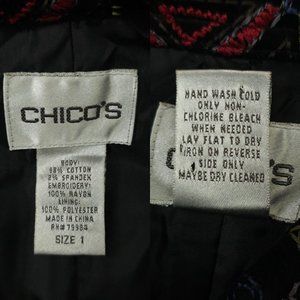 CHICO'S
BODY:
98% COTTON
2% SPANDEX
EMBROIDERY:
100% RAYON
LINING:
100% POLYESTER
MADE IN CHINA
RN# 79984
SIZE 1
HAND WASH COLD
ONLY NON-
CHLORINE BLEACH
WHEN NEEDED
LAY FLAT TO DRY
IRON ON REVERSE
SIDE ONLY
MAYBE DRY CLEANED